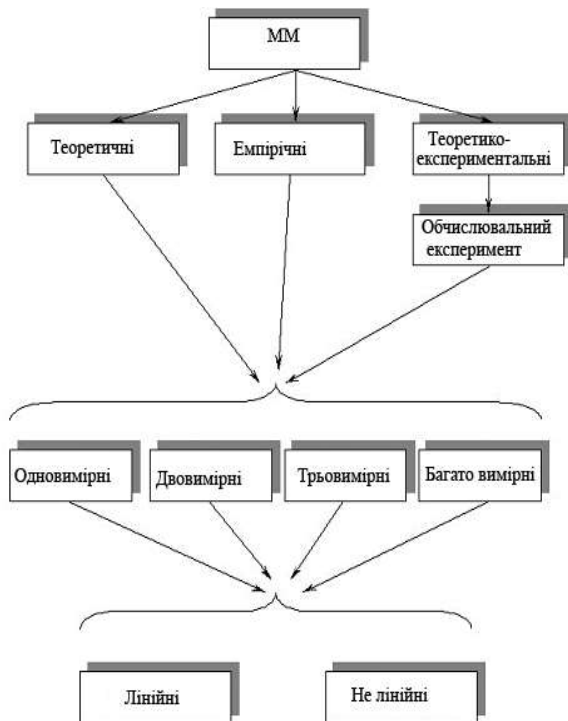 ММ
Теоретичні
Емпірічні
Теоретико-
експериментальні
Обчислювальний
експеримент
Одновимірні
Двовимірні
Трьовимірні
Багато вимірні
Лінійні
Не лінійні